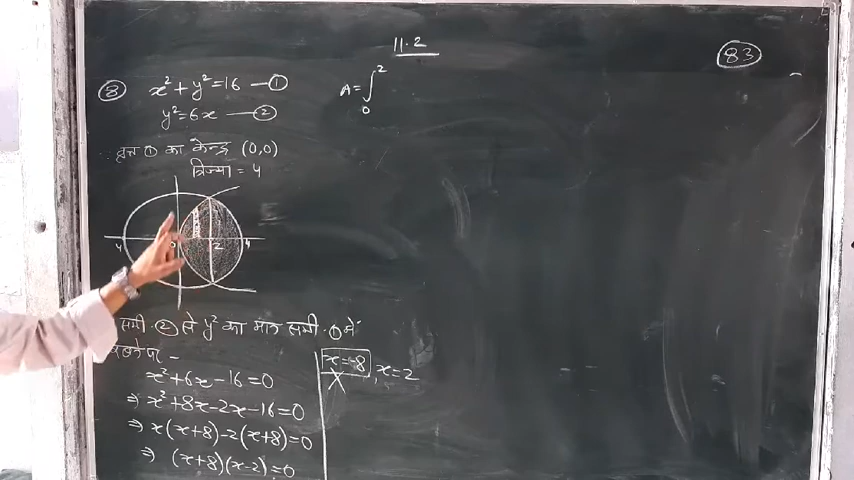 11.2
83
8 x²+y²=16 —①
y²=6x —②
∴ वृत्त ① का केन्द्र (0,0)
त्रिज्या = 4
4 0 2 4
समी. ② से y² का मान समी. ① में
रखने पर -
x²+6x-16=0
⇒ x²+8x-2x-16=0
⇒ x(x+8)-2(x+8)=0
⇒ (x+8)(x-2)=0
x=-8, x=2
A=∫₀²